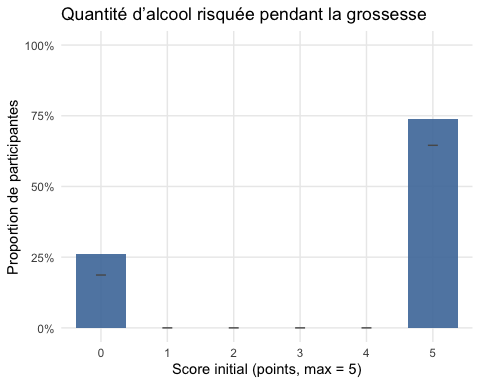 Quantité d’alcool risquée pendant la grossesse
100%
75%
50%
25%
0%
Proportion de participantes
0 1 2 3 4 5
Score initial (points, max = 5)